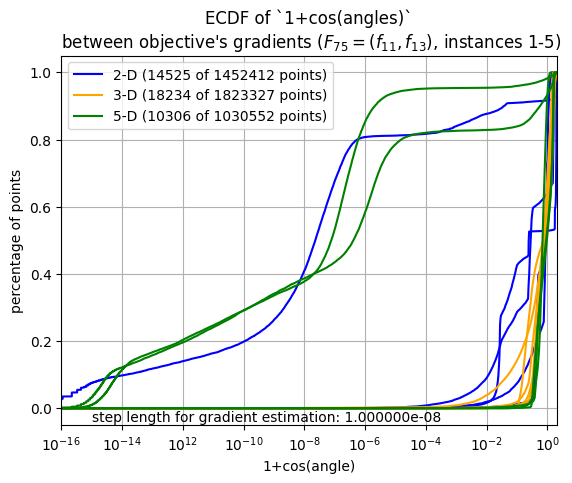 ECDF of `1+cos(angles)`
between objective's gradients (F₇₅ = (f₁₁, f₁₃), instances 1-5)
2-D (14525 of 1452412 points)
3-D (18234 of 1823327 points)
5-D (10306 of 1030552 points)
percentage of points
1.0
0.8
0.6
0.4
0.2
0.0
step length for gradient estimation: 1.000000e-08
10⁻¹⁶ 10⁻¹⁴ 10⁻¹² 10⁻¹⁰ 10⁻⁸ 10⁻⁶ 10⁻⁴ 10⁻² 10⁰
1+cos(angle)